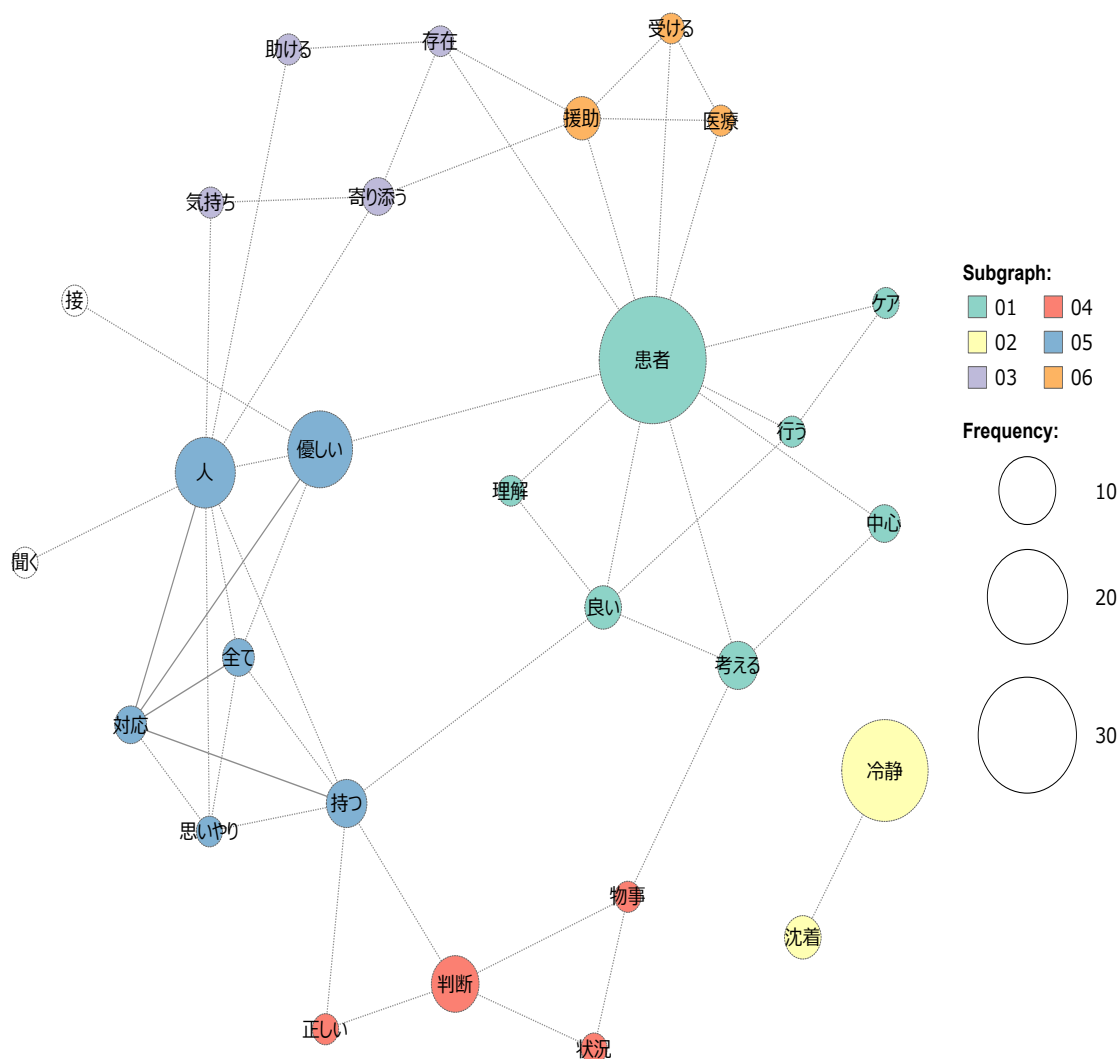 受ける
助ける
存在
援助
医療
気持ち
寄り添う
接
ケア
患者
行う
優しい
人
理解
中心
聞く
良い
全て
考える
対応
冷静
持つ
思いやり
物事
沈着
判断
正しい
状況
Subgraph:
01 04
02 05
03 06
Frequency:
10
20
30